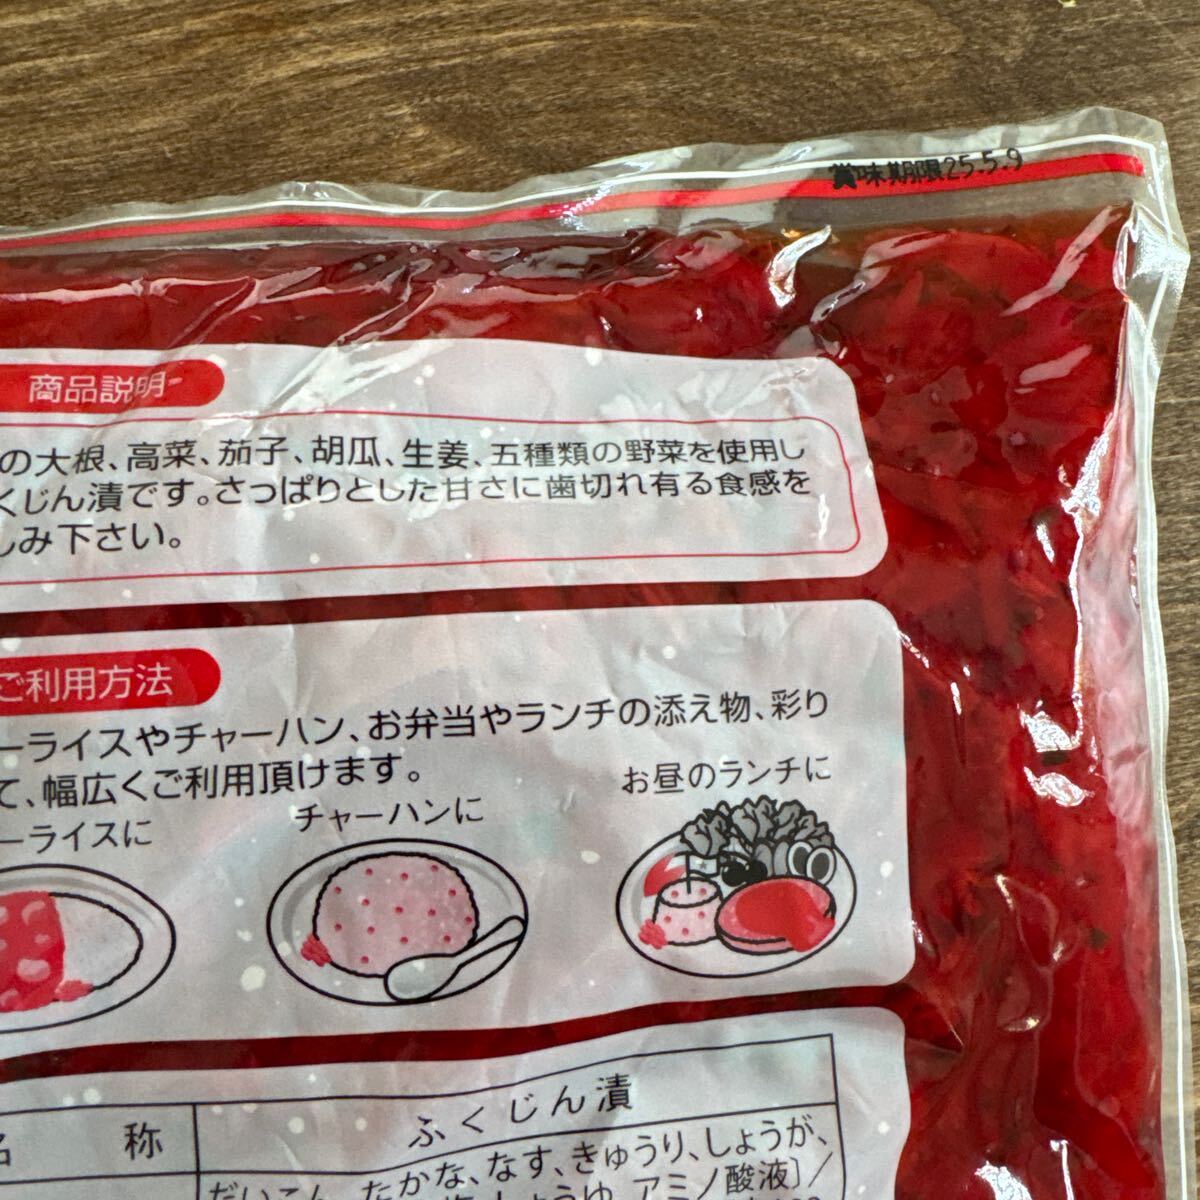 賞味期限25.5.9
商品説明
の大根、高菜、茄子、胡瓜、生姜、五種類の野菜を使用し
くじん漬です。さっぱりとした甘さに歯切れ有る食感を
しみ下さい。
ご利用方法
ーライスやチャーハン、お弁当やランチの添え物、彩り
て、幅広くご利用頂けます。
ーライスに
チャーハンに
お昼のランチに
名称
ふくじん漬
だいこん、たかな、なす、きゅうり、しょうが、
しょうゆ、アミノ酸液〕/